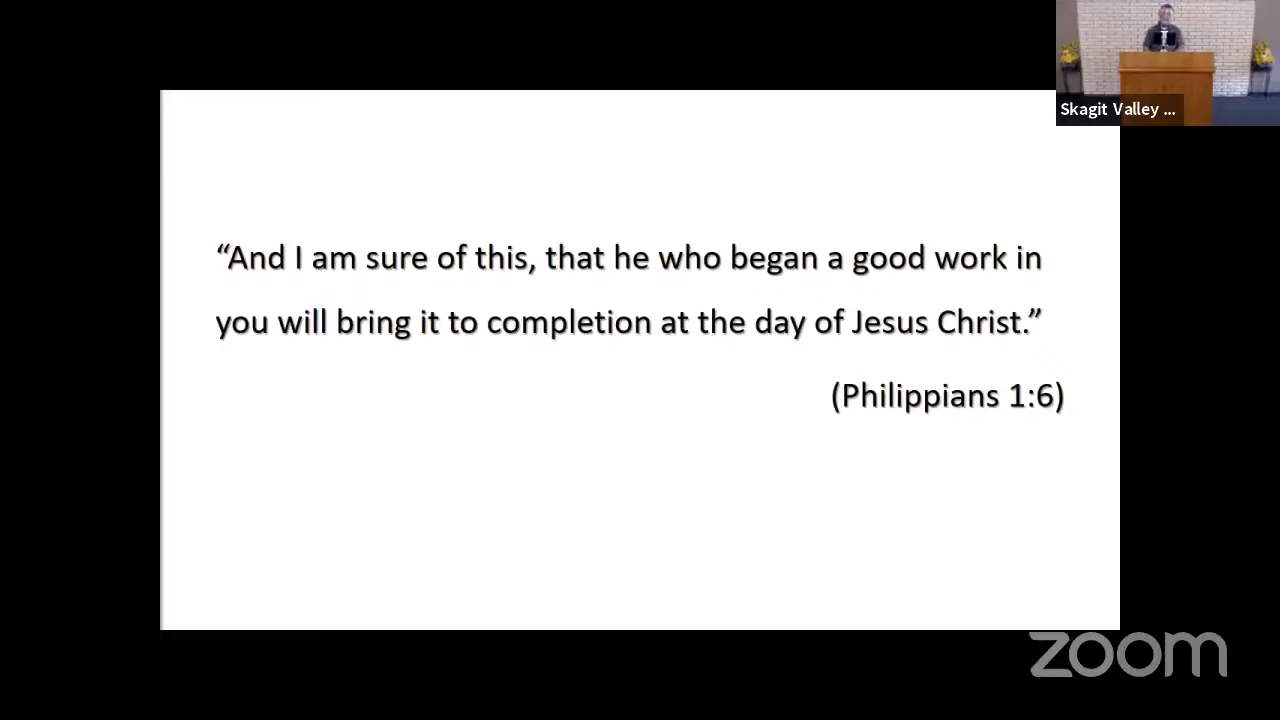 Skagit Valley ...
“And I am sure of this, that he who began a good work in
you will bring it to completion at the day of Jesus Christ.”
(Philippians 1:6)
zoom